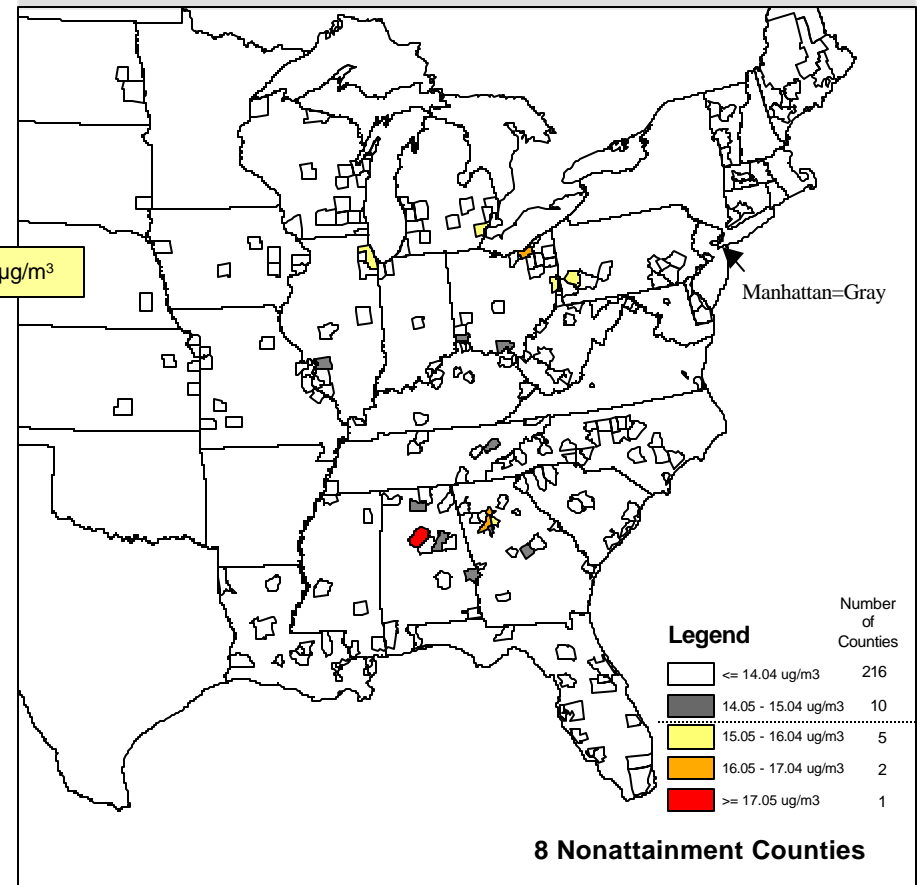 µg/m³
Manhattan=Gray
Legend
Number
of
Counties
<= 14.04 ug/m3 216
14.05 - 15.04 ug/m3 10
15.05 - 16.04 ug/m3 5
16.05 - 17.04 ug/m3 2
>= 17.05 ug/m3 1
8 Nonattainment Counties